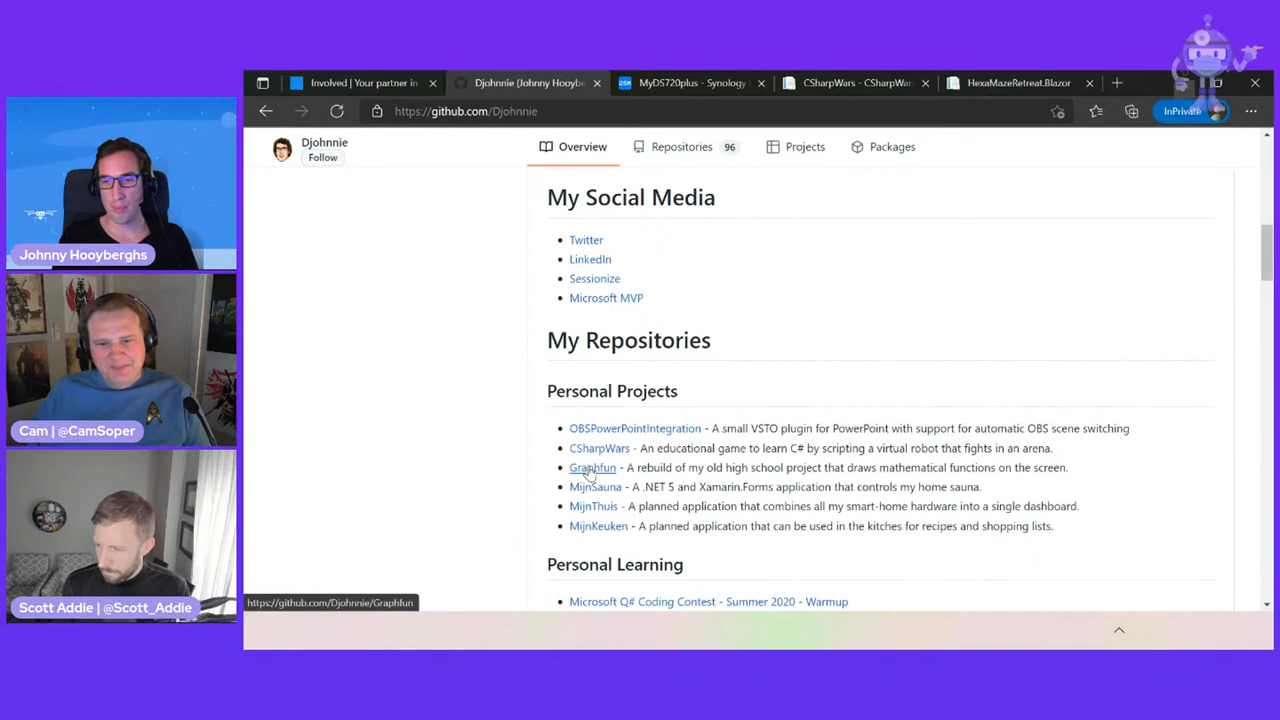 Involved | Your partner in
Djohnnie (Johnny Hooybe
DSM
MyDS720plus - Synology
CSharpWars - CSharpWar
HexaMazeRetreat.Blazor
https://github.com/Djohnnie
InPrivate
Djohnnie
Follow
Overview
Repositories 96
Projects
Packages
My Social Media
Twitter
LinkedIn
Sessionize
Microsoft MVP
My Repositories
Personal Projects
OBSPowerPointIntegration - A small VSTO plugin for PowerPoint with support for automatic OBS scene switching
CSharpWars - An educational game to learn C# by scripting a virtual robot that fights in an arena.
Graphfun - A rebuild of my old high school project that draws mathematical functions on the screen.
MijnSauna - A .NET 5 and Xamarin.Forms application that controls my home sauna.
MijnThuis - A planned application that combines all my smart-home hardware into a single dashboard.
MijnKeuken - A planned application that can be used in the kitches for recipes and shopping lists.
Personal Learning
Microsoft Q# Coding Contest - Summer 2020 - Warmup
https://github.com/Djohnnie/Graphfun
Johnny Hooyberghs
Cam | @CamSoper
Scott Addie | @Scott_Addie